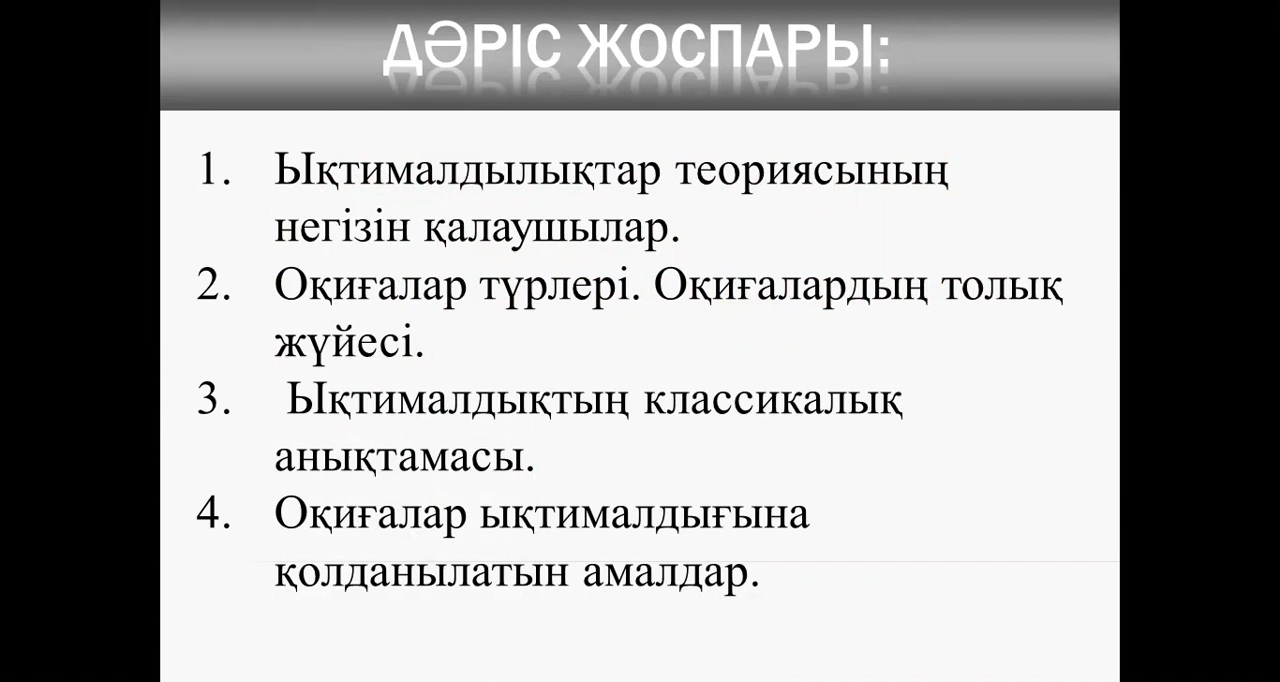 ДӘРІС ЖОСПАРЫ:
1. Ықтималдылықтар теориясының
негізін қалаушылар.
2. Оқиғалар түрлері. Оқиғалардың толық
жүйесі.
3. Ықтималдықтың классикалық
анықтамасы.
4. Оқиғалар ықтималдығына
қолданылатын амалдар.